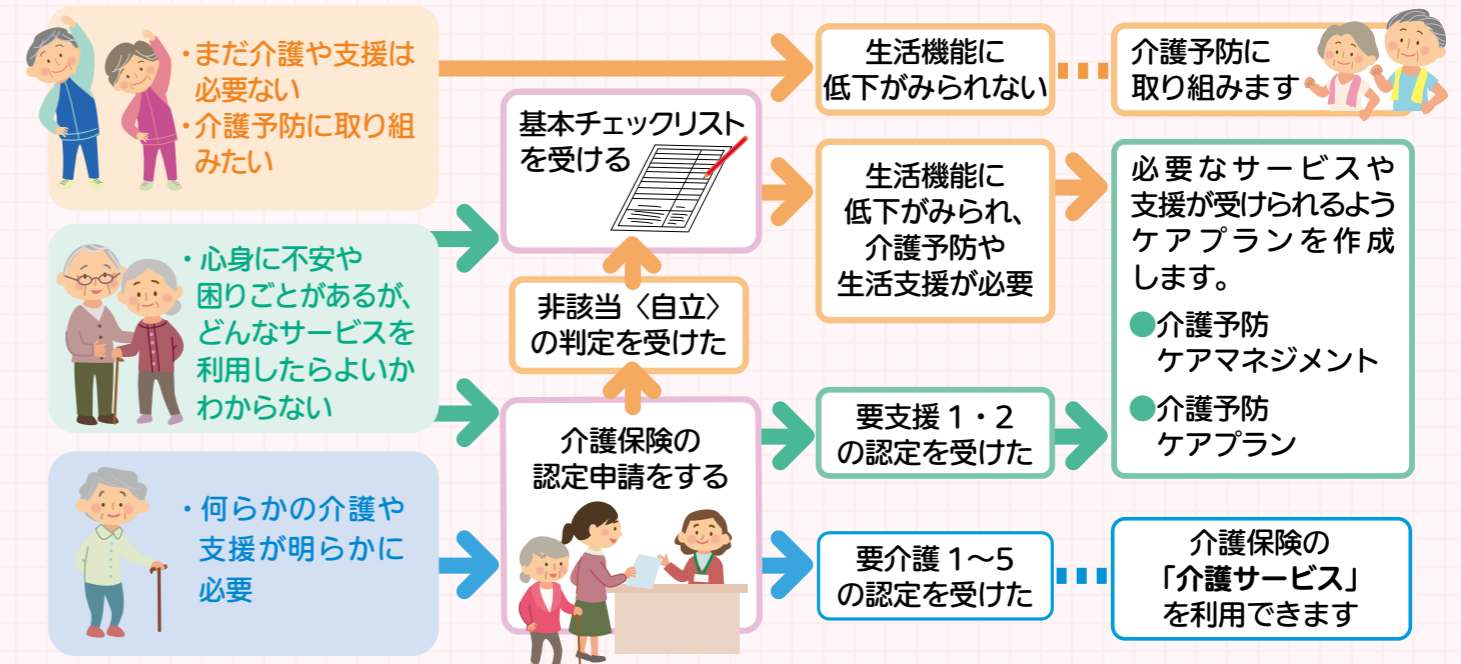 ・まだ介護や支援は
必要ない
・介護予防に取り組
みたい
・心身に不安や
困りごとがあるが、
どんなサービスを
利用したらよいか
わからない
・何らかの介護や
支援が明らかに
必要
基本チェックリスト
を受ける
非該当〈自立〉
の判定を受けた
介護保険の
認定申請をする
生活機能に
低下がみられない
生活機能に
低下がみられ、
介護予防や
生活支援が必要
要支援1・2
の認定を受けた
要介護1〜5
の認定を受けた
介護予防に
取り組みます
必要なサービスや
支援が受けられるよう
ケアプランを作成
します。
●介護予防
ケアマネジメント
●介護予防
ケアプラン
介護保険の
「介護サービス」
を利用できます